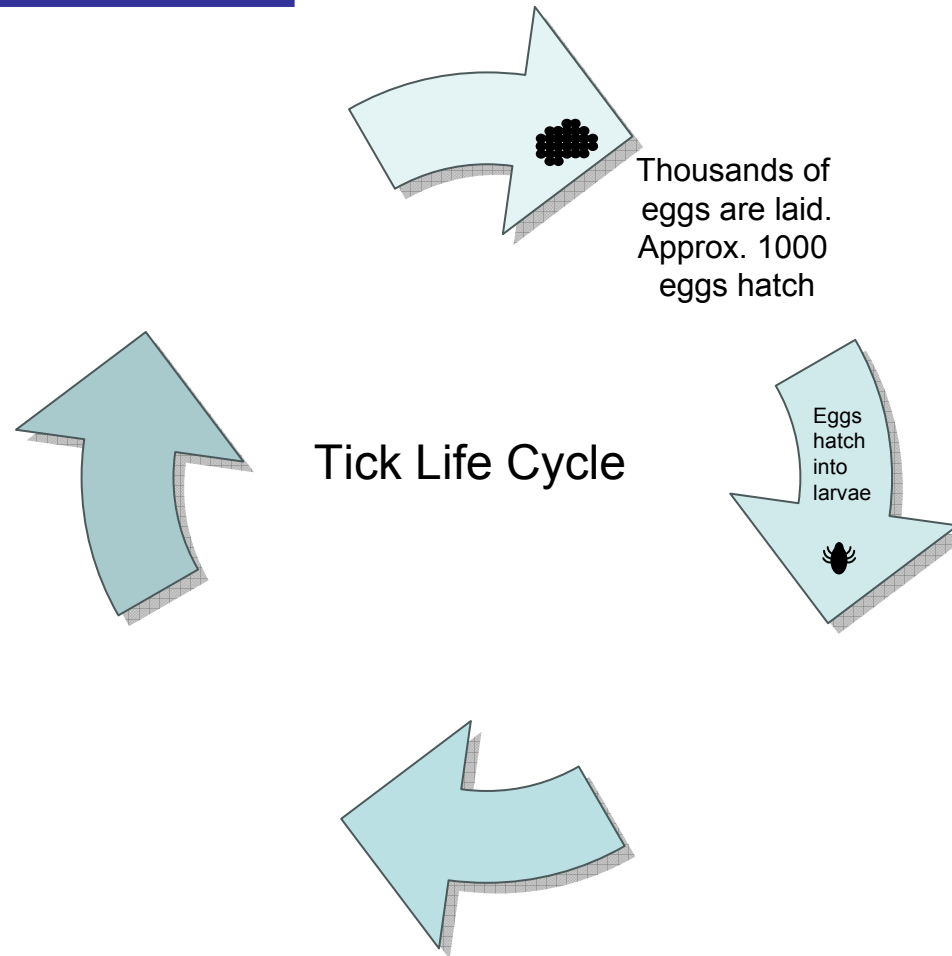 Thousands of
eggs are laid.
Approx. 1000
eggs hatch
Eggs
hatch
into
larvae
Tick Life Cycle